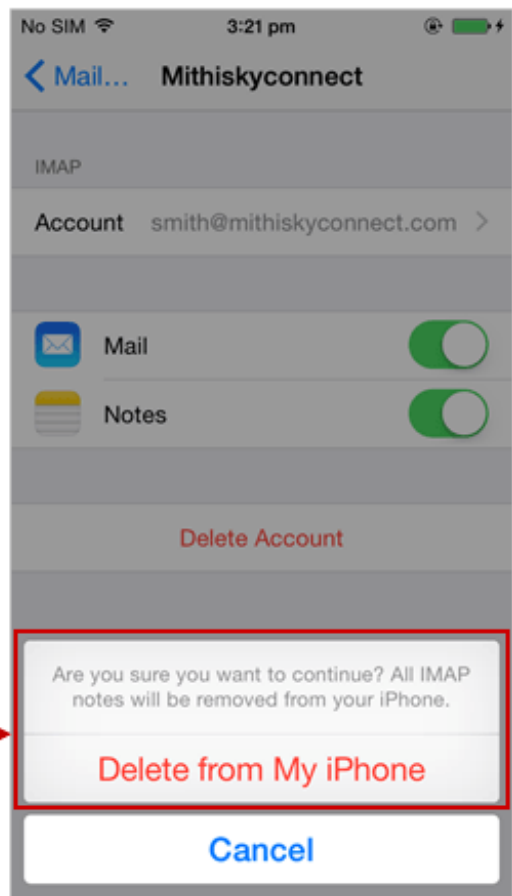 No SIM 3:21 pm
Mail... Mithiskyconnect
IMAP
Account smith@mithiskyconnect.com
Mail
Notes
Delete Account
Are you sure you want to continue? All IMAP
notes will be removed from your iPhone.
Delete from My iPhone
Cancel